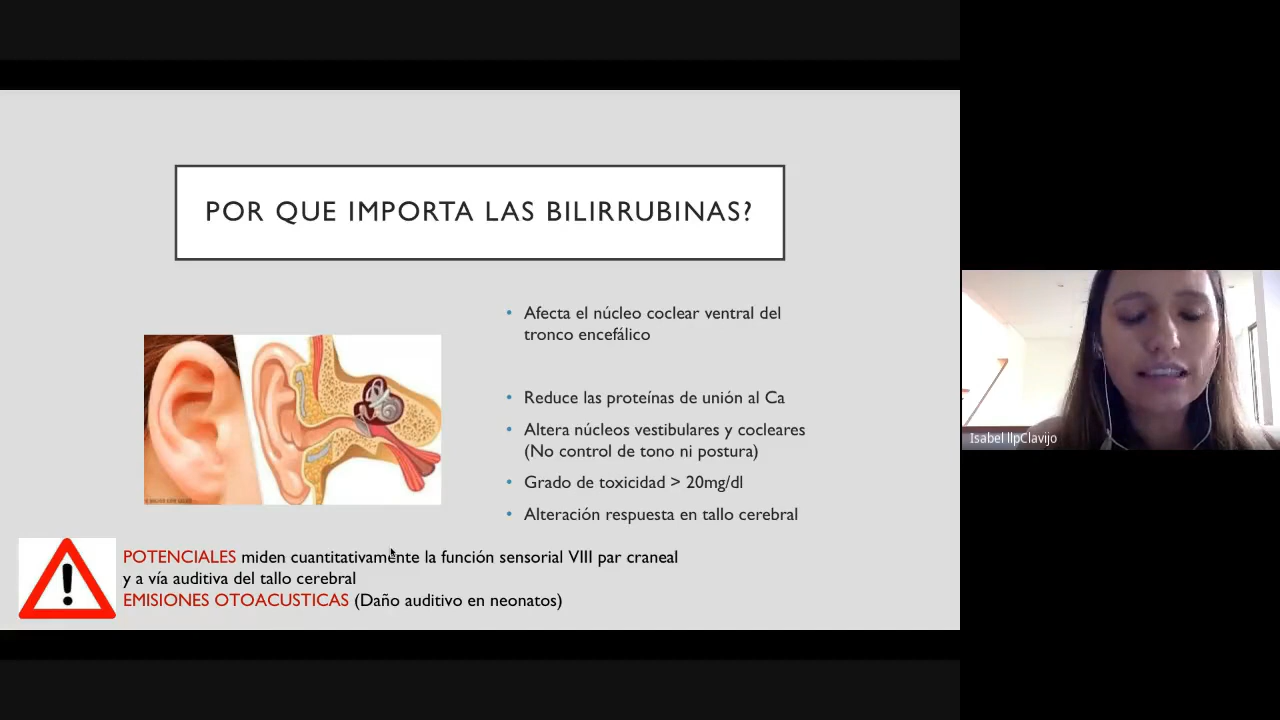 POR QUE IMPORTA LAS BILIRRUBINAS?
Afecta el núcleo coclear ventral del
tronco encefálico
Reduce las proteínas de unión al Ca
Altera núcleos vestibulares y cocleares
(No control de tono ni postura)
Grado de toxicidad > 20mg/dl
Alteración respuesta en tallo cerebral
POTENCIALES miden cuantitativamente la función sensorial VIII par craneal
y a vía auditiva del tallo cerebral
EMISIONES OTOACUSTICAS (Daño auditivo en neonatos)
Isabel llpClavijo